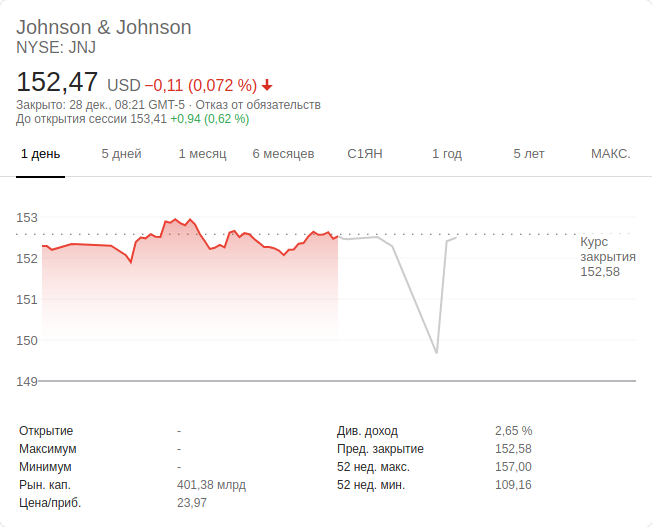 Johnson & Johnson
NYSE: JNJ
152,47 USD −0,11 (0,072 %)
Закрыто: 28 дек., 08:21 GMT-5 · Отказ от обязательств
До открытия сессии 153,41 +0,94 (0,62 %)
1 день 5 дней 1 месяц 6 месяцев С1ЯН 1 год 5 лет МАКС.
153
152
151
150
149
Курс
закрытия
152,58
Открытие - Див. доход 2,65 %
Максимум - Пред. закрытие 152,58
Минимум - 52 нед. макс. 157,00
Рын. кап. 401,38 млрд 52 нед. мин. 109,16
Цена/приб. 23,97